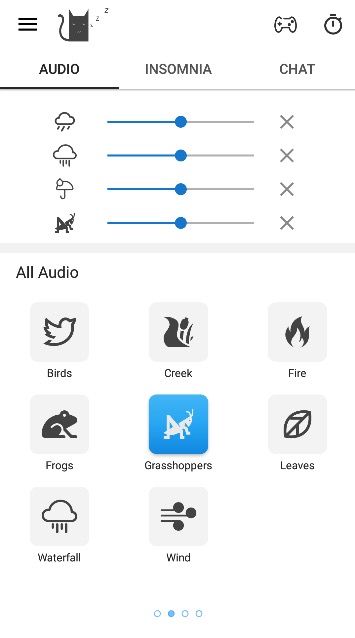 z
z
z
AUDIO INSOMNIA CHAT
All Audio
Birds Creek Fire
Frogs Grasshoppers Leaves
Waterfall Wind